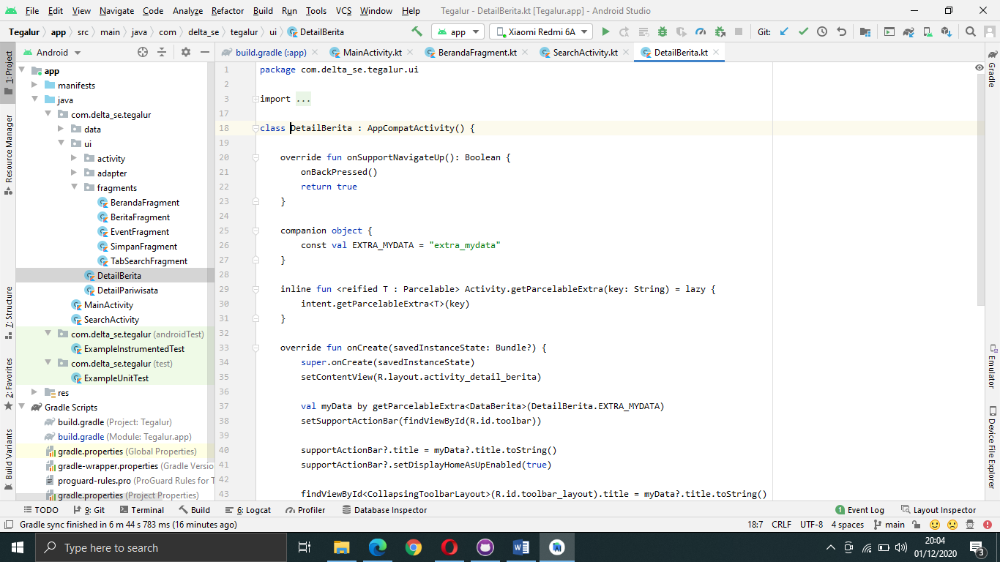 File Edit View Navigate Code Analyze Refactor Build Run Tools VCS Window Help Tegalur - DetailBerita.kt [Tegalur.app] - Android Studio
Tegalur app src main java com delta_se tegalur ui DetailBerita app Xiaomi Redmi 6A Git:
Android build.gradle (:app) MainActivity.kt BerandaFragment.kt SearchActivity.kt DetailBerita.kt
1: Project
Resource Manager
7: Structure
2: Favorites
Build Variants
app
manifests
java
com.delta_se.tegalur
data
ui
activity
adapter
fragments
BerandaFragment
BeritaFragment
EventFragment
SimpanFragment
TabSearchFragment
DetailBerita
DetailPariwisata
MainActivity
SearchActivity
com.delta_se.tegalur (androidTest)
ExampleInstrumentedTest
com.delta_se.tegalur (test)
ExampleUnitTest
res
Gradle Scripts
build.gradle (Project: Tegalur)
build.gradle (Module: Tegalur.app)
gradle.properties (Global Properties)
gradle-wrapper.properties (Gradle Versio
proguard-rules.pro (ProGuard Rules for T
gradle.properties (Project Properties)
1 package com.delta_se.tegalur.ui
2
3 import ...
17
18 class DetailBerita : AppCompatActivity() {
19
20 override fun onSupportNavigateUp(): Boolean {
21 onBackPressed()
22 return true
23 }
24
25 companion object {
26 const val EXTRA_MYDATA = "extra_mydata"
27 }
28
29 inline fun <reified T : Parcelable> Activity.getParcelableExtra(key: String) = lazy {
30 intent.getParcelableExtra<T>(key)
31 }
32
33 override fun onCreate(savedInstanceState: Bundle?) {
34 super.onCreate(savedInstanceState)
35 setContentView(R.layout.activity_detail_berita)
36
37 val myData by getParcelableExtra<DataBerita>(DetailBerita.EXTRA_MYDATA)
38 setSupportActionBar(findViewById(R.id.toolbar))
39
40 supportActionBar?.title = myData?.title.toString()
41 supportActionBar?.setDisplayHomeAsUpEnabled(true)
42
43 findViewById<CollapsingToolbarLayout>(R.id.toolbar_layout).title = myData?.title.toString()
Gradle
Emulator
Device File Explorer
TODO 9: Git Terminal Build 6: Logcat Profiler Database Inspector 1 Event Log Layout Inspector
Gradle sync finished in 6 m 44 s 783 ms (16 minutes ago) 18:7 CRLF UTF-8 4 spaces main
Type here to search
20:04
01/12/2020
3